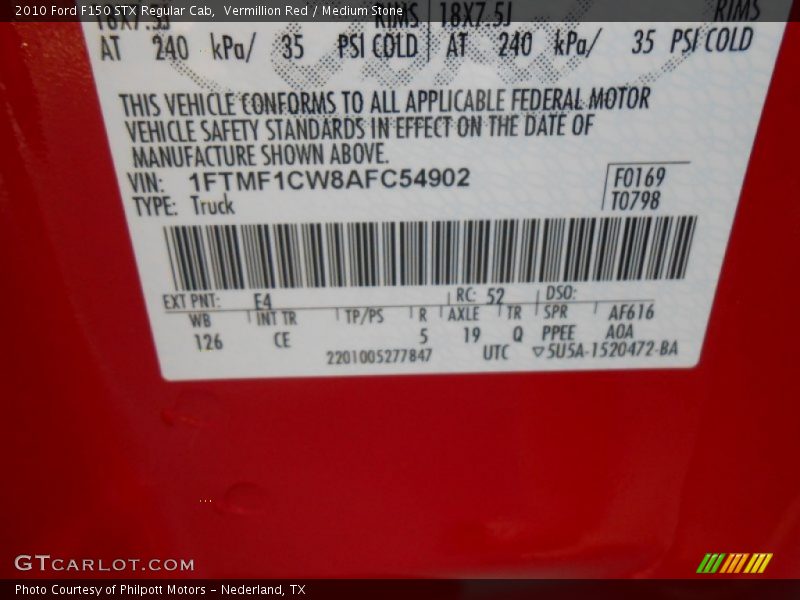 2010 Ford F150 STX Regular Cab,  Vermillion Red / Medium Stone
18X7.5J RIMS 18X7.5J RIMS
AT 240 kPa/ 35 PSI COLD AT 240 kPa/ 35 PSI COLD
THIS VEHICLE CONFORMS TO ALL APPLICABLE FEDERAL MOTOR
VEHICLE SAFETY STANDARDS IN EFFECT ON THE DATE OF
MANUFACTURE SHOWN ABOVE.
VIN: 1FTMF1CW8AFC54902
F0169
TYPE: Truck
T0798
EXT PNT: E4 RC: 52 DSO:
WB INT TR TP/PS R AXLE TR SPR AF616
126 CE 5 19 Q PPEE A0A
2201005277847 UTC ▽5U5A-1520472-BA
GTCARLOT.COM
Photo Courtesy of Philpott Motors - Nederland, TX